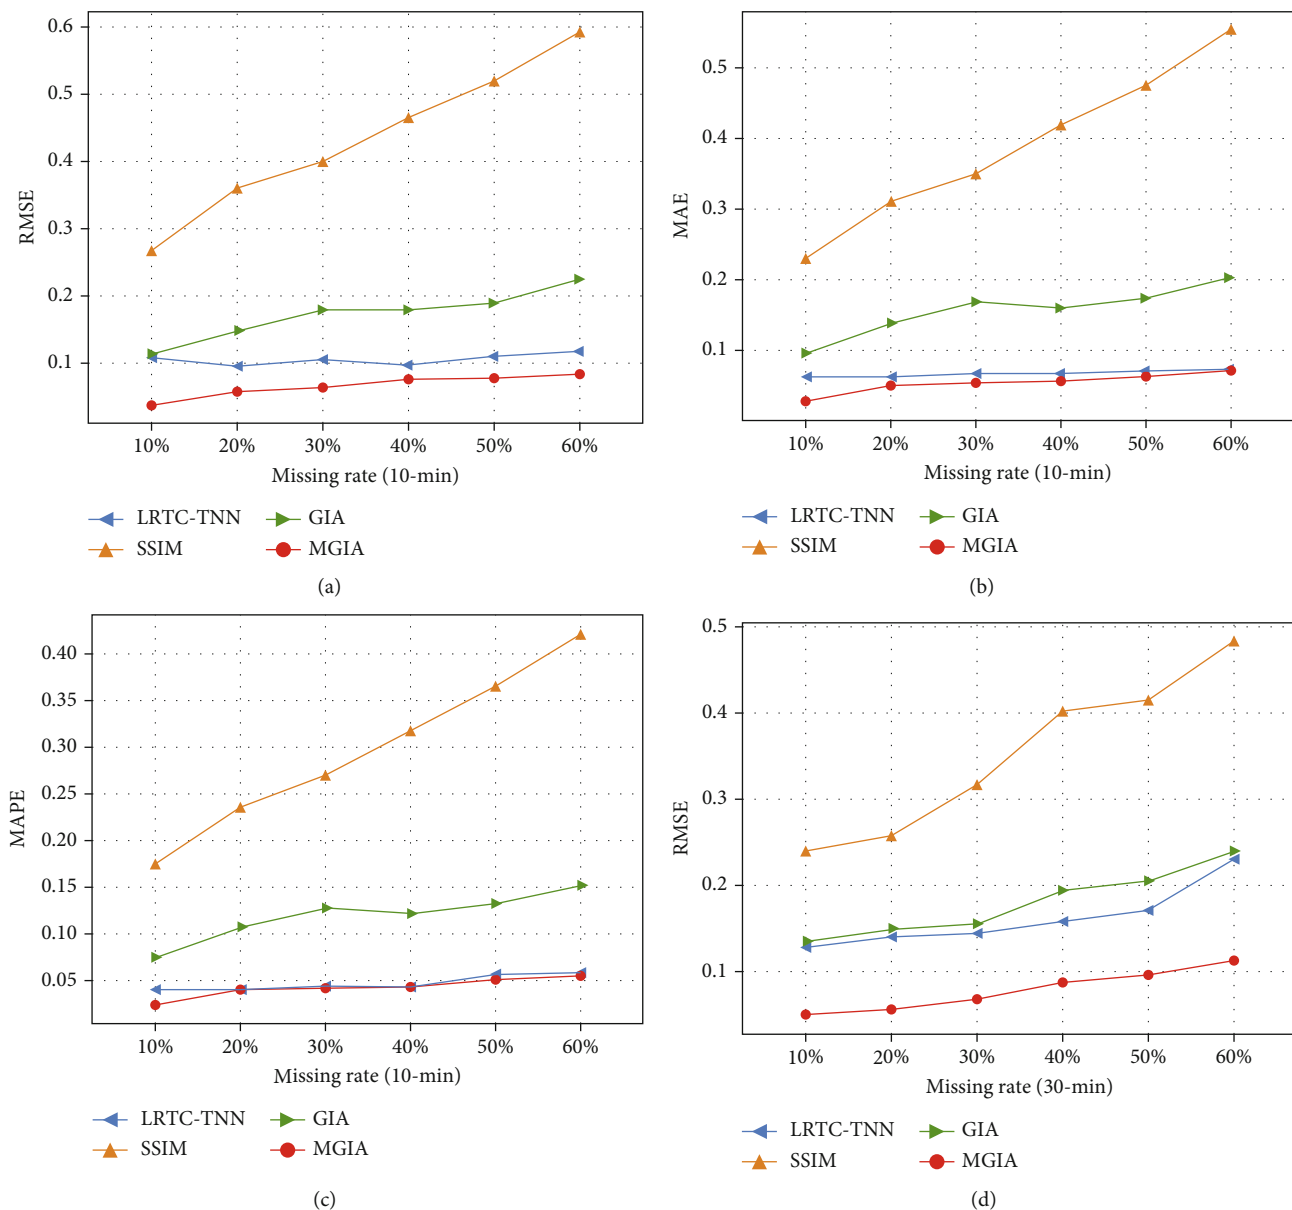 0.6
0.5
0.4
0.3
0.2
0.1
RMSE
10% 20% 30% 40% 50% 60%
Missing rate (10-min)
LRTC-TNN GIA
SSIM MGIA
(a)
0.5
0.4
0.3
0.2
0.1
MAE
10% 20% 30% 40% 50% 60%
Missing rate (10-min)
LRTC-TNN GIA
SSIM MGIA
(b)
0.40
0.35
0.30
0.25
0.20
0.15
0.10
0.05
MAPE
10% 20% 30% 40% 50% 60%
Missing rate (10-min)
LRTC-TNN GIA
SSIM MGIA
(c)
0.5
0.4
0.3
0.2
0.1
RMSE
10% 20% 30% 40% 50% 60%
Missing rate (30-min)
LRTC-TNN GIA
SSIM MGIA
(d)